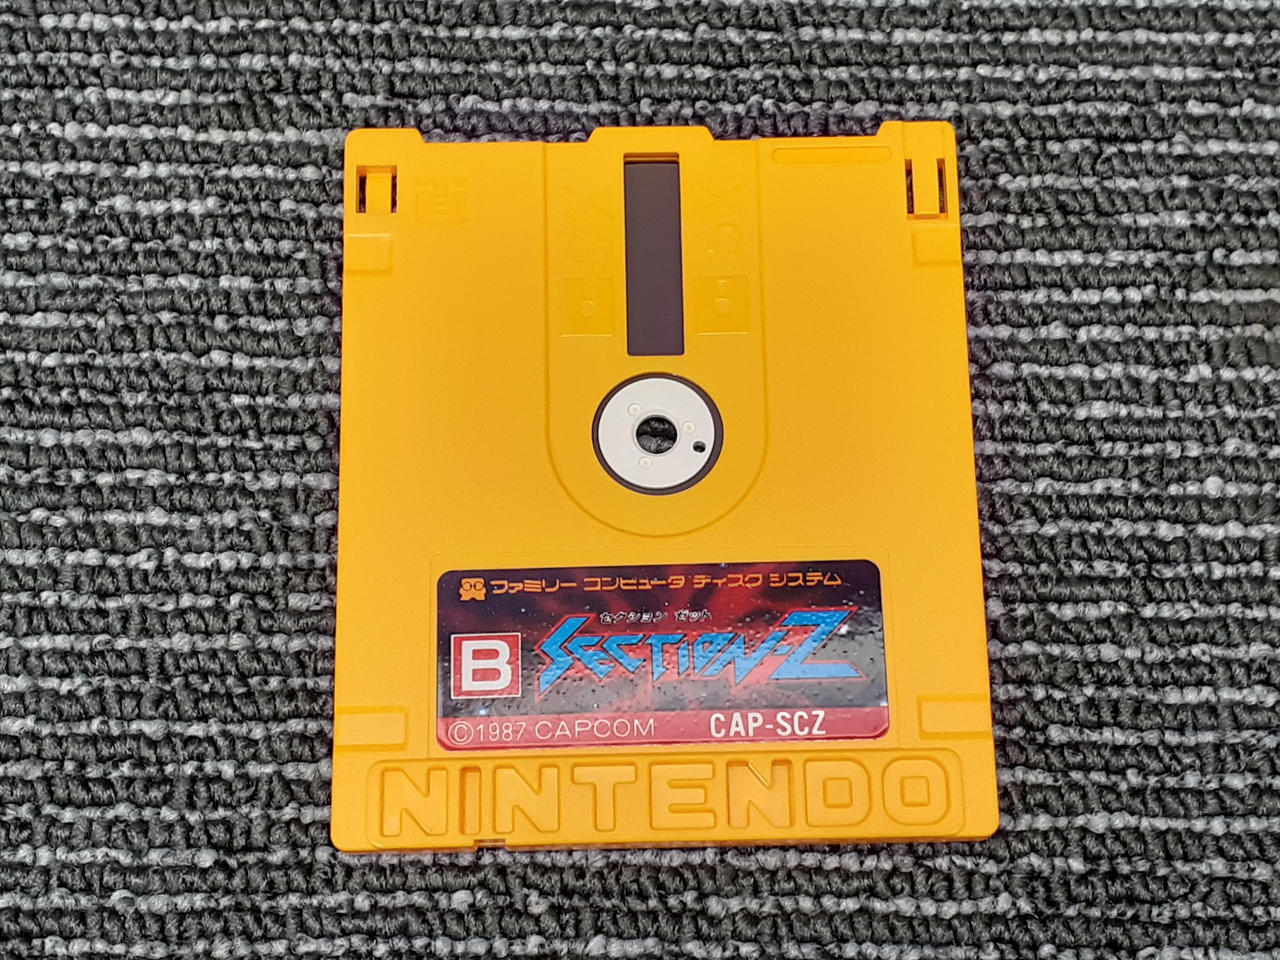 ファミリー コンピュータ ディスク システム
セクション ゼット
B SECTION-Z
©1987 CAPCOM CAP-SCZ
NINTENDO